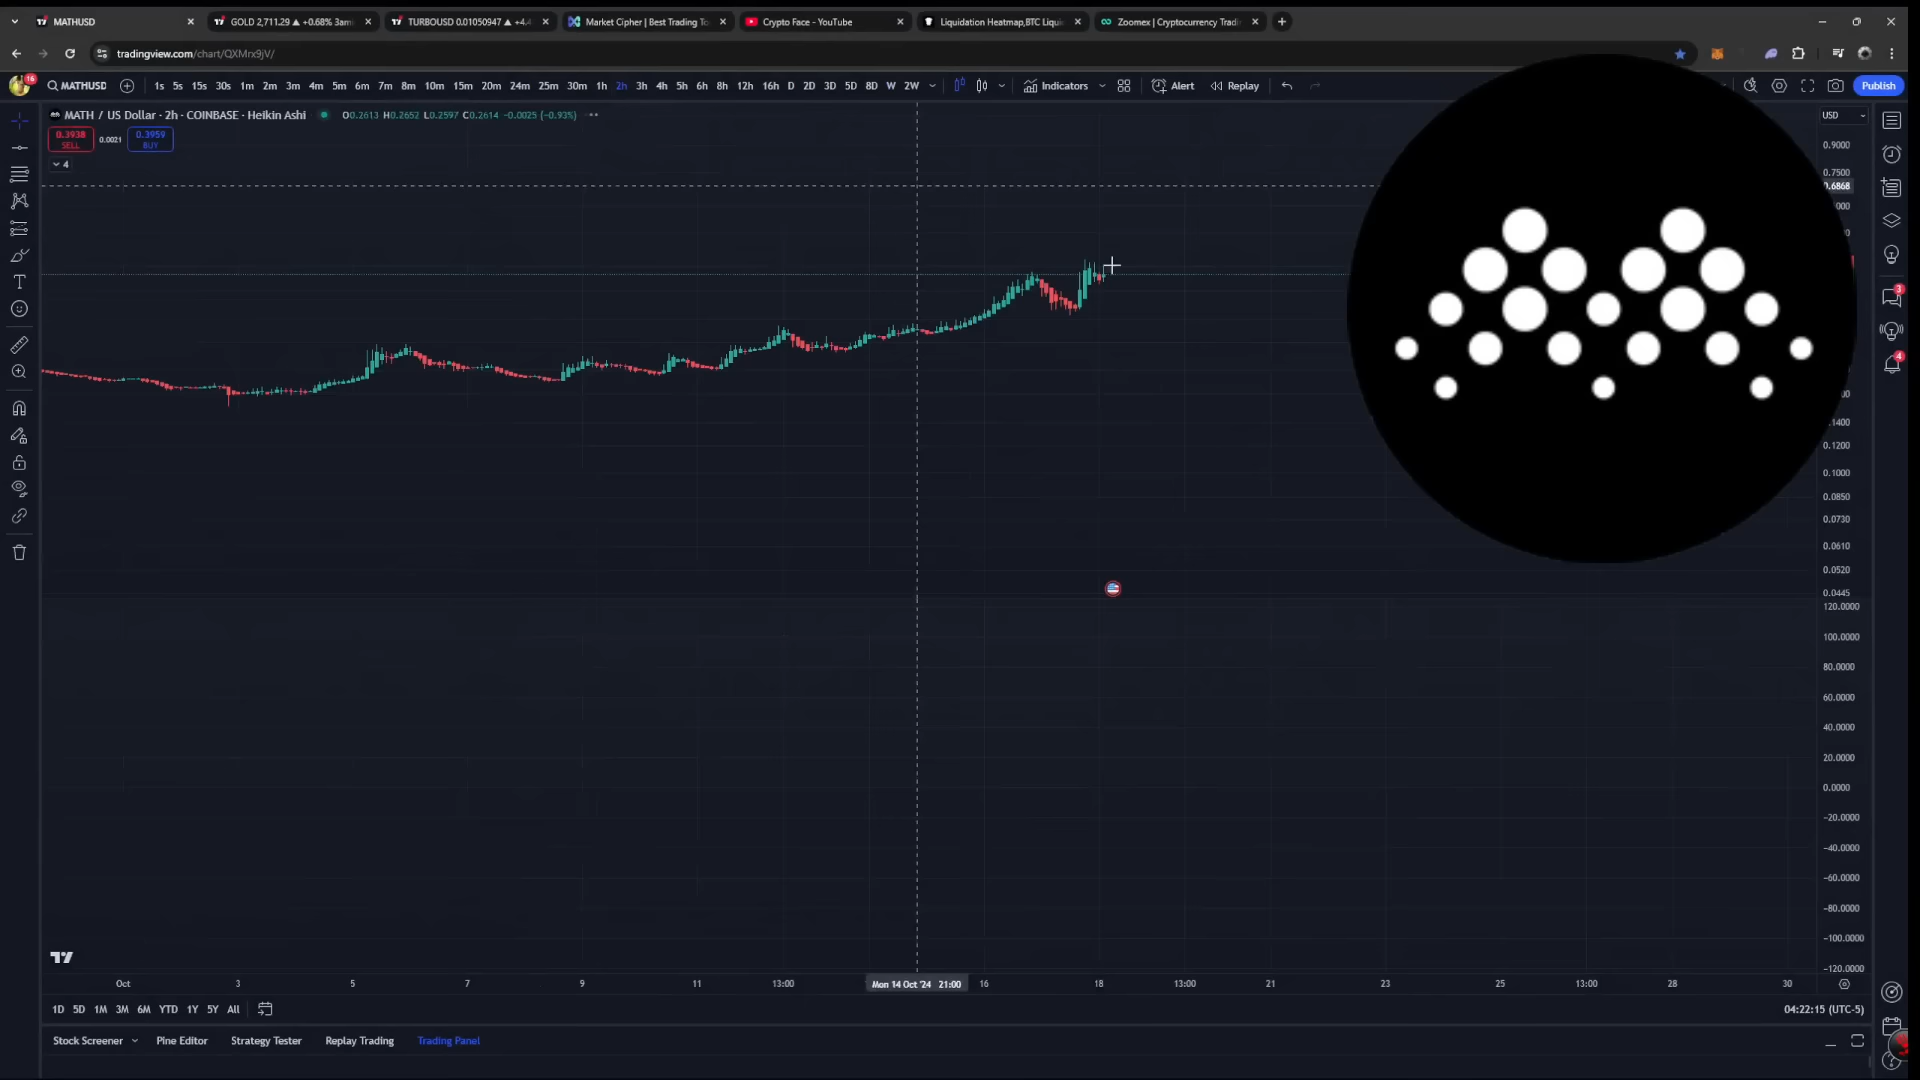 MATHUSD
GOLD 2,711.29 ▲ +0.68% 3am
TURBOUSD 0.01050947 ▲ +4.
Market Cipher | Best Trading To
Crypto Face - YouTube
Liquidation Heatmap,BTC Liqui
Zoomex | Cryptocurrency Tradi
tradingview.com/chart/QXMrx9jV/
16 MATHUSD 1s 5s 15s 30s 1m 2m 3m 4m 5m 6m 7m 8m 10m 15m 20m 24m 25m 30m 1h 2h 3h 4h 5h 6h 8h 12h 16h D 2D 3D 5D 8D W 2W Indicators Alert Replay Publish
MATH / US Dollar · 2h · COINBASE · Heikin Ashi O0.2613 H0.2652 L0.2597 C0.2614 -0.0025 (-0.93%)
USD
0.3938 SELL 0.0021 0.3959 BUY
4
0.9000
0.7500
0.6868
0.1400
0.1200
0.1000
0.0850
0.0730
0.0610
0.0520
0.0445
120.0000
100.0000
80.0000
60.0000
40.0000
20.0000
0.0000
-20.0000
-40.0000
-60.0000
-80.0000
-100.0000
-120.0000
3
4
Oct 3 5 7 9 11 13:00 Mon 14 Oct '24 21:00 16 18 13:00 21 23 25 13:00 28 30
1D 5D 1M 3M 6M YTD 1Y 5Y All 04:22:15 (UTC-5)
Stock Screener Pine Editor Strategy Tester Replay Trading Trading Panel